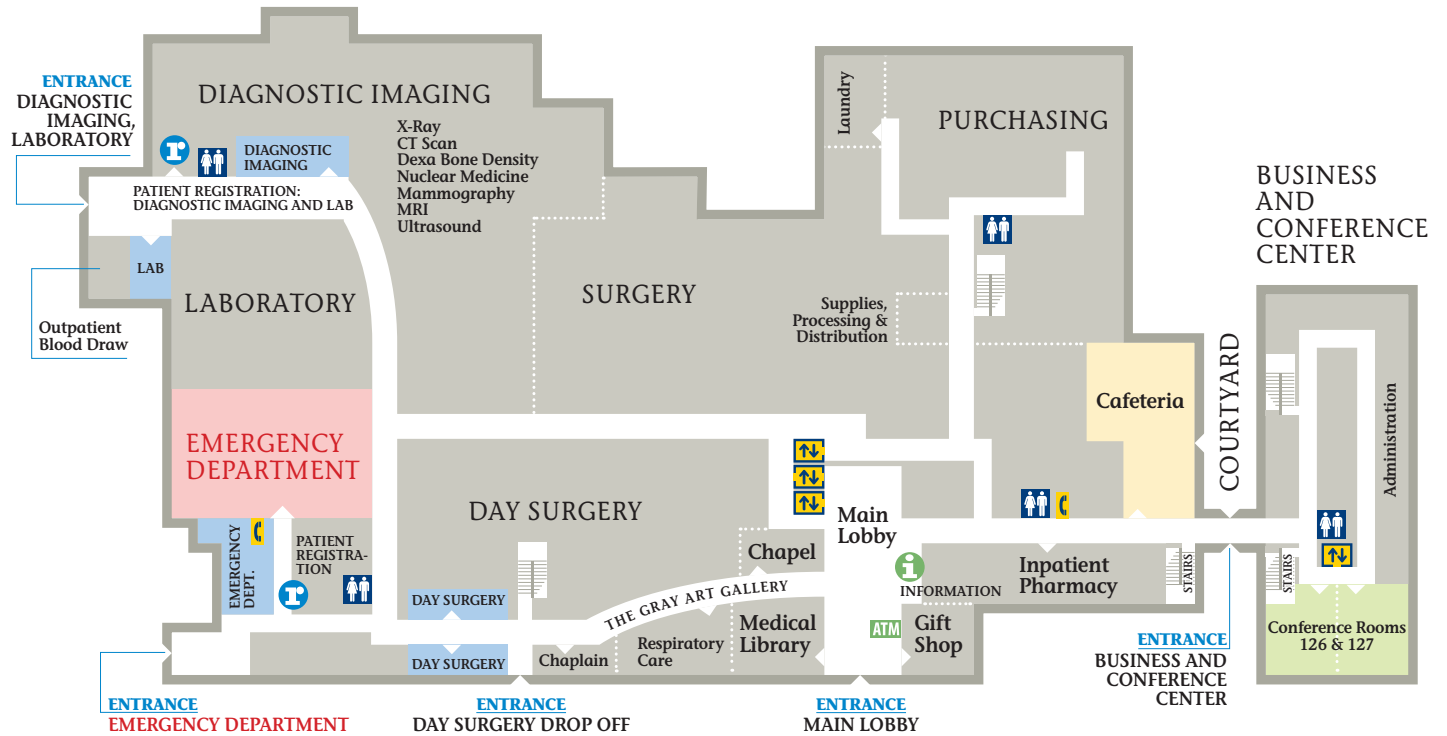 ENTRANCE
DIAGNOSTIC
IMAGING,
LABORATORY
DIAGNOSTIC IMAGING
X-Ray
CT Scan
Dexa Bone Density
Nuclear Medicine
Mammography
MRI
Ultrasound
r
DIAGNOSTIC
IMAGING
PATIENT REGISTRATION:
DIAGNOSTIC IMAGING AND LAB
LAB
Outpatient
Blood Draw
LABORATORY
SURGERY
Laundry
PURCHASING
Supplies,
Processing &
Distribution
BUSINESS
AND
CONFERENCE
CENTER
Cafeteria
COURTYARD
Administration
EMERGENCY
DEPARTMENT
EMERGENCY
DEPT.
PATIENT
REGISTRA-
TION
r
DAY SURGERY
DAY SURGERY
DAY SURGERY
THE GRAY ART GALLERY
Chapel
Chaplain
Respiratory
Care
Medical
Library
Main
Lobby
i
INFORMATION
ATM
Gift
Shop
Inpatient
Pharmacy
STAIRS
STAIRS
Conference Rooms
126 & 127
ENTRANCE
EMERGENCY DEPARTMENT
ENTRANCE
DAY SURGERY DROP OFF
ENTRANCE
MAIN LOBBY
ENTRANCE
BUSINESS AND
CONFERENCE
CENTER